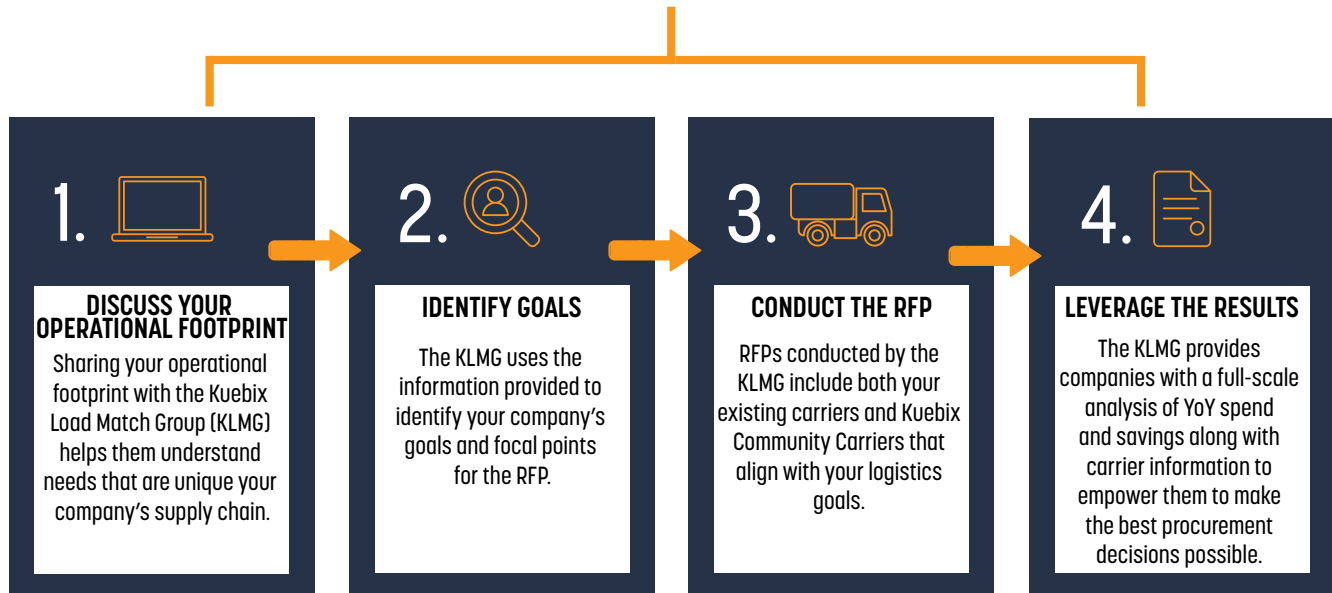 1.
DISCUSS YOUR
OPERATIONAL FOOTPRINT
Sharing your operational
footprint with the Kuebix
Load Match Group (KLMG)
helps them understand
needs that are unique your
company's supply chain.
2.
IDENTIFY GOALS
The KLMG uses the
information provided to
identify your company's
goals and focal points
for the RFP.
3.
CONDUCT THE RFP
RFPs conducted by the
KLMG include both your
existing carriers and Kuebix
Community Carriers that
align with your logistics
goals.
4.
LEVERAGE THE RESULTS
The KLMG provides
companies with a full-scale
analysis of YoY spend
and savings along with
carrier information to
empower them to make
the best procurement
decisions possible.